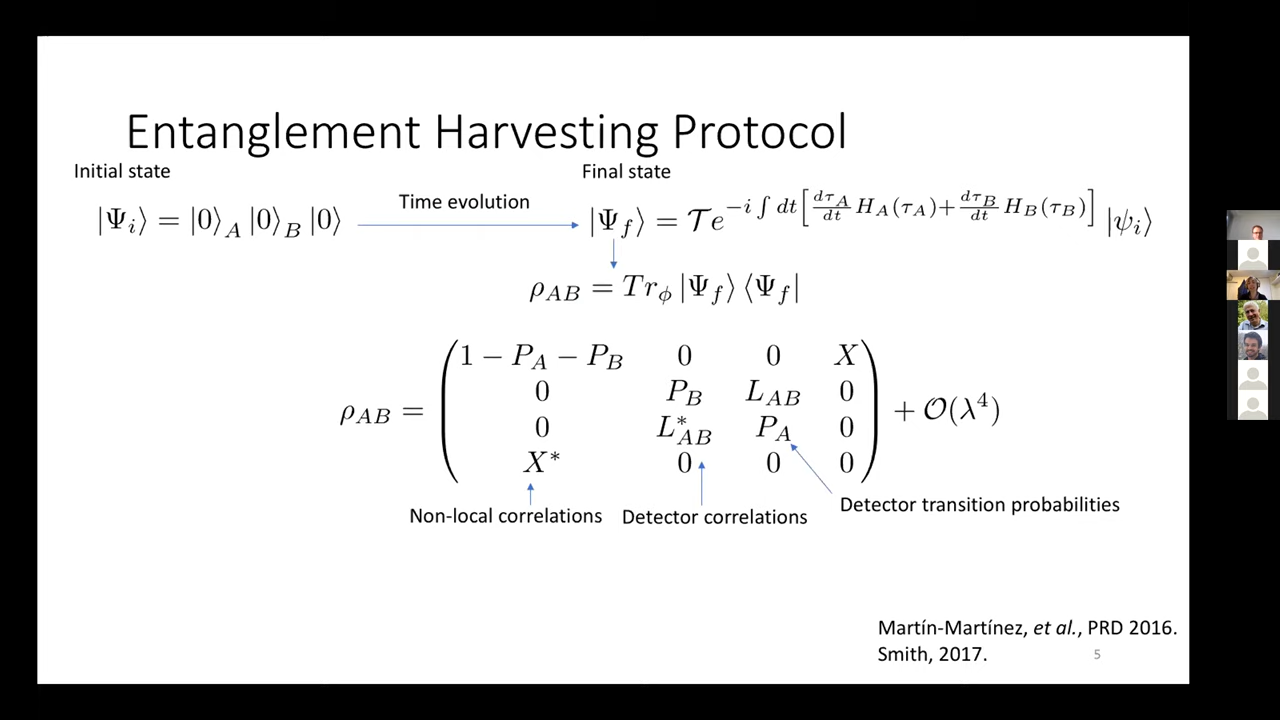 Entanglement Harvesting Protocol
Initial state
Final state
|Ψ_i⟩ = |0⟩_A |0⟩_B |0⟩
Time evolution
|Ψ_f⟩ = 𝒯e^{−i∫dt[dτ_A/dt H_A(τ_A)+dτ_B/dt H_B(τ_B)]} |ψ_i⟩
ρ_AB = Tr_ϕ |Ψ_f⟩ ⟨Ψ_f|
1 − P_A − P_B 0 0 X
0 P_B L_AB 0
ρ_AB = + 𝒪(λ^4)
0 L^*_AB P_A 0
X^* 0 0 0
Non-local correlations
Detector correlations
Detector transition probabilities
Martín-Martínez, et al., PRD 2016.
Smith, 2017.
5